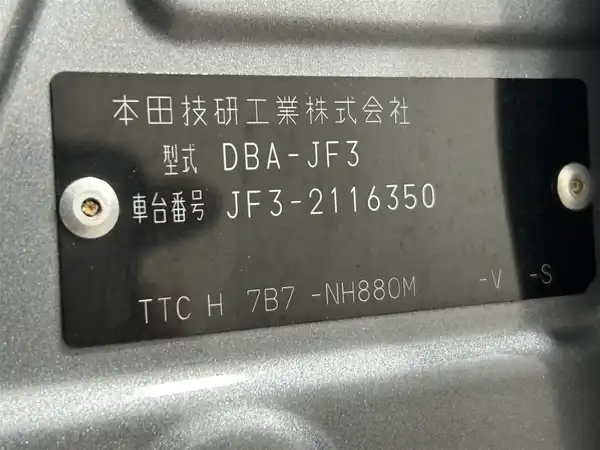 本田技研工業株式会社
型式 DBA-JF3
車台番号 JF3-2116350
TTC H 7B7 -NH880M -V -S